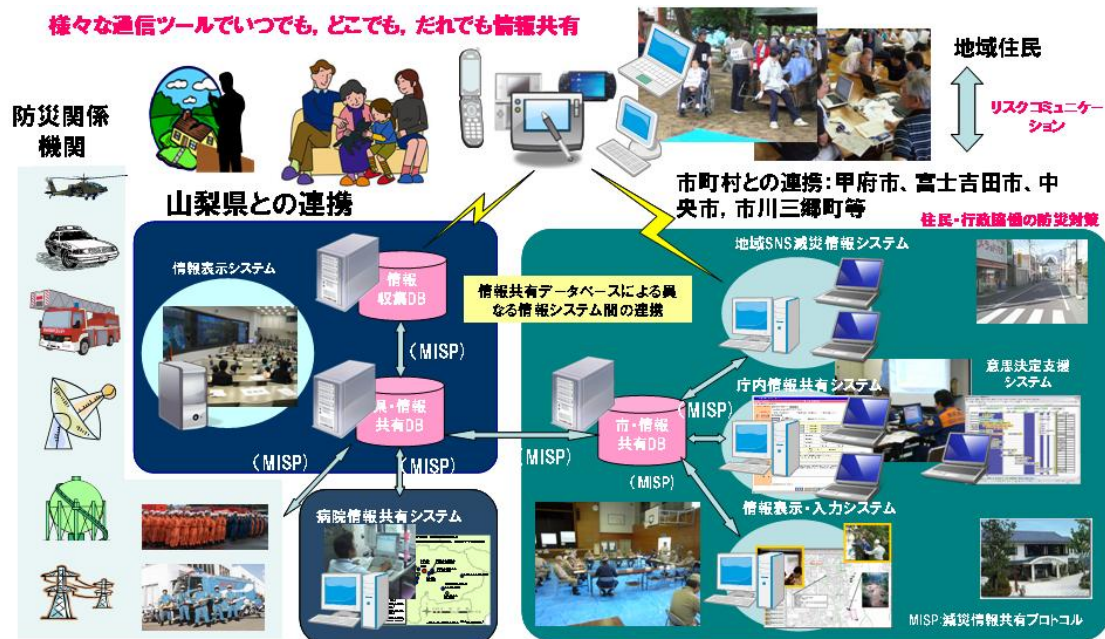 様々な通信ツールでいつでも，どこでも，だれでも情報共有
地域住民
リスクコミュニケー
ション
防災関係
機関
山梨県との連携
市町村との連携：甲府市、富士吉田市、中
央市，市川三郷町等
住民・行政協働の防災対策
情報表示システム
情報
収集DB
情報共有データベースによる異
なる情報システム間の連携
地域SNS減災情報システム
（MISP）
県・情報
共有DB
庁内情報共有システム
意思決定支援
システム
（MISP）
市・情報
共有DB
（MISP）
（MISP）
（MISP）
（MISP）
病院情報共有システム
情報表示・入力システム
MISP:減災情報共有プロトコル